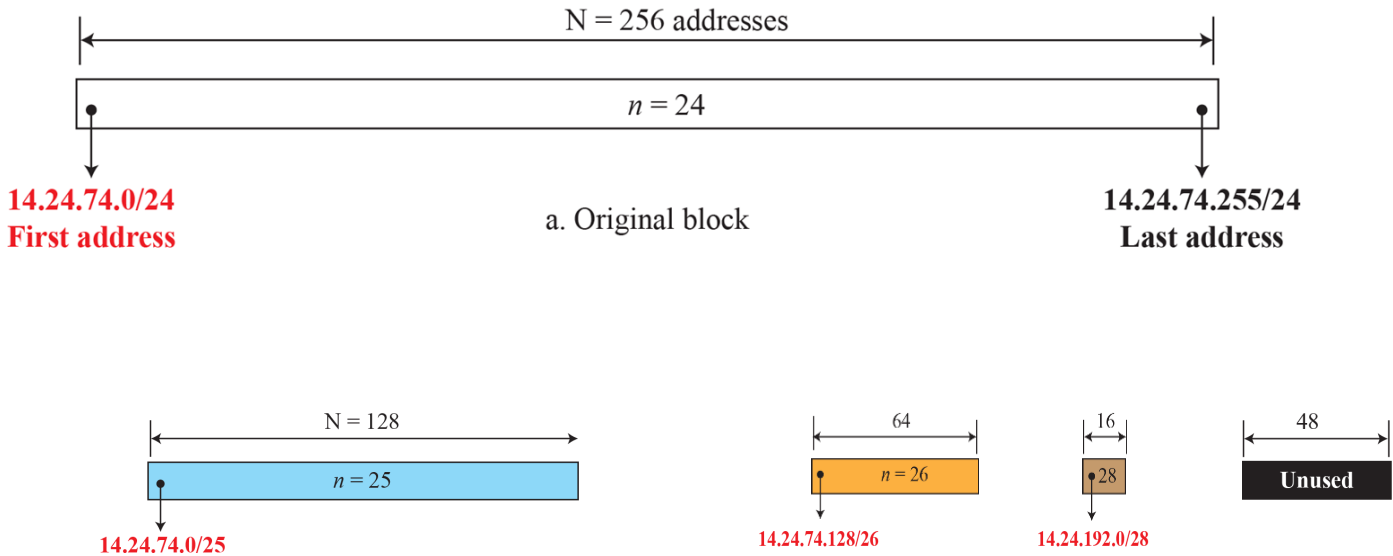 N = 256 addresses
n = 24
14.24.74.0/24
First address
a. Original block
14.24.74.255/24
Last address
N = 128
64
16
48
n = 25
n = 26
28
Unused
14.24.74.0/25
14.24.74.128/26
14.24.192.0/28